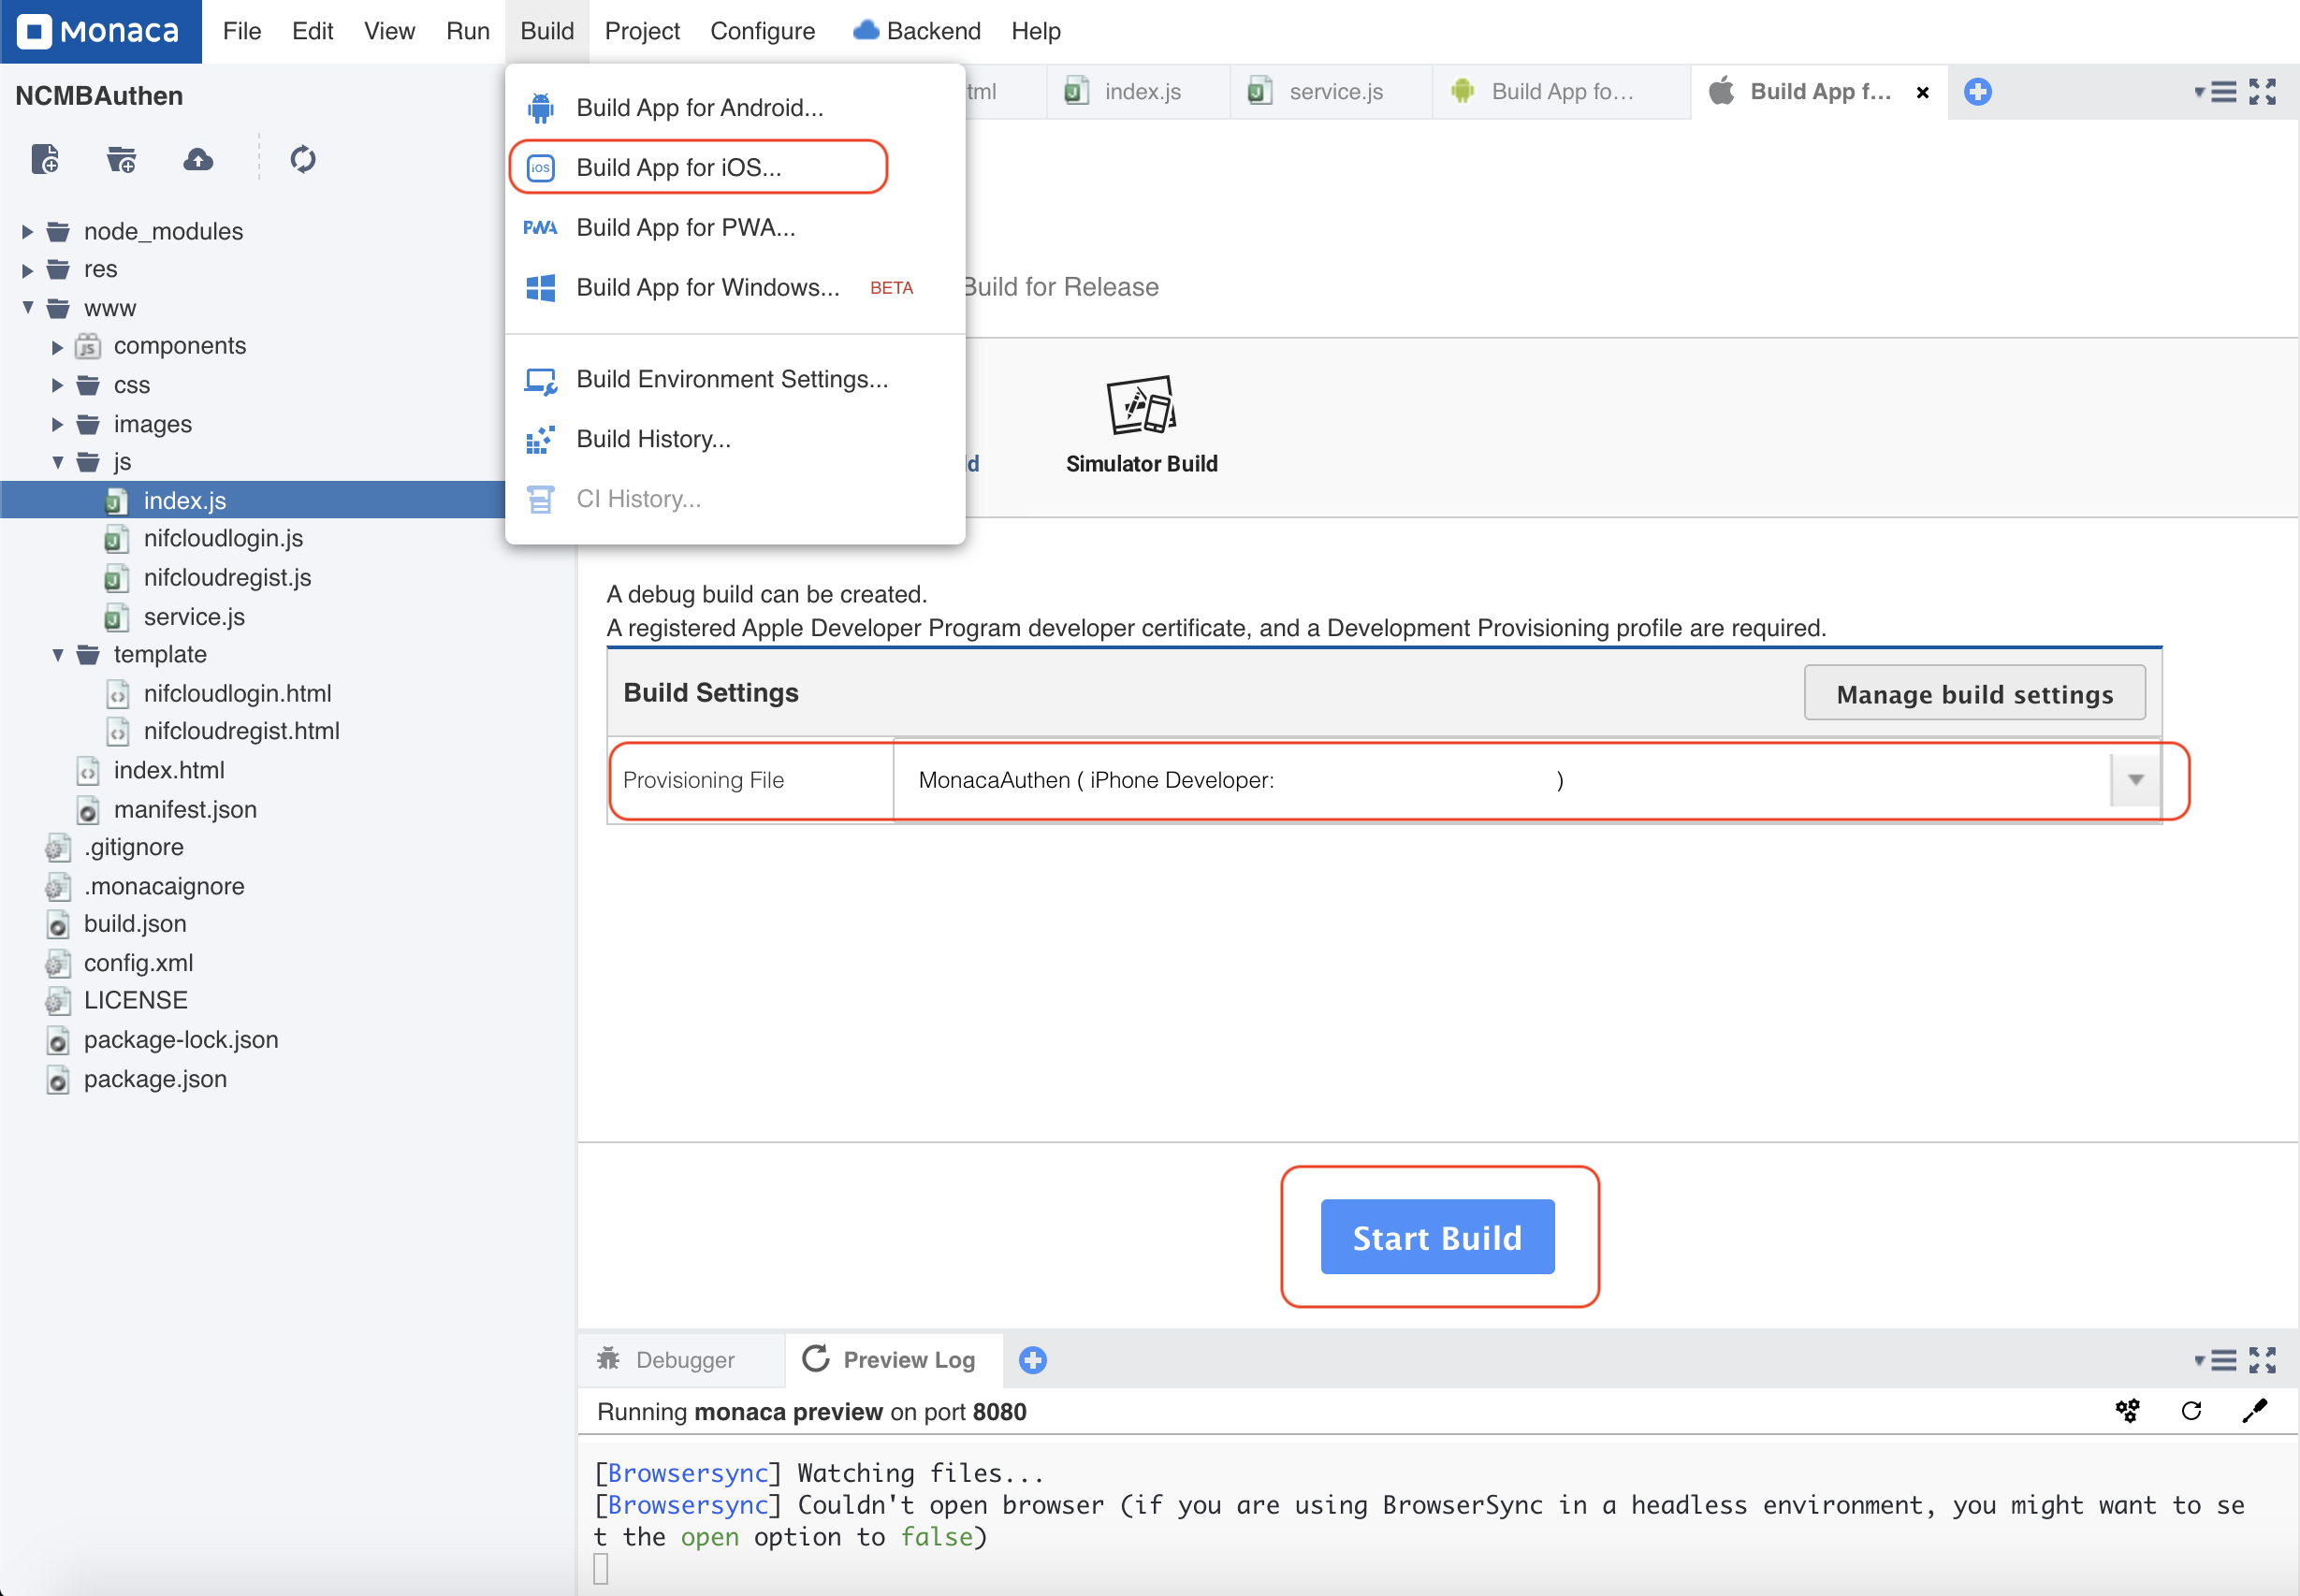 Monaca File Edit View Run Build Project Configure Backend Help
NCMBAuthen
index.js service.js Build App fo... Build App f...
Build App for Android...
iOS Build App for iOS...
PWA Build App for PWA...
Build App for Windows... BETA
Build Environment Settings...
Build History...
CI History...
node_modules
res
www
components
css
images
js
index.js
nifcloudlogin.js
nifcloudregist.js
service.js
template
nifcloudlogin.html
nifcloudregist.html
index.html
manifest.json
.gitignore
.monacaignore
build.json
config.xml
LICENSE
package-lock.json
package.json
Build for Release
Simulator Build
A debug build can be created.
A registered Apple Developer Program developer certificate, and a Development Provisioning profile are required.
Build Settings Manage build settings
Provisioning File MonacaAuthen ( iPhone Developer: )
Start Build
Debugger Preview Log
Running monaca preview on port 8080
[Browsersync] Watching files...
[Browsersync] Couldn't open browser (if you are using BrowserSync in a headless environment, you might want to se
t the open option to false)